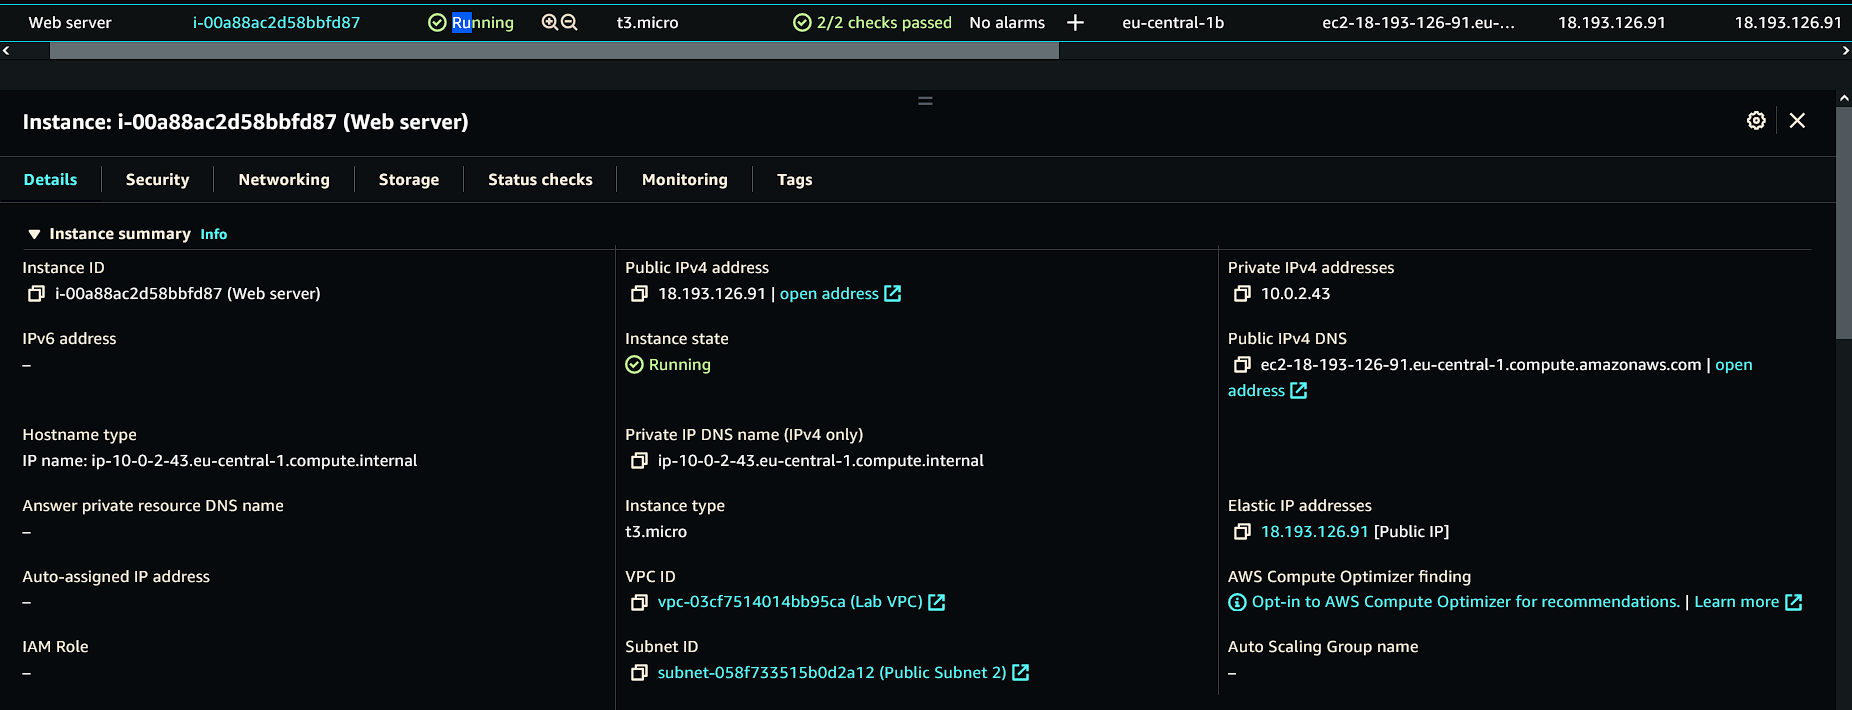 Web server i-00a88ac2d58bbfd87 Running t3.micro 2/2 checks passed No alarms + eu-central-1b ec2-18-193-126-91.eu-... 18.193.126.91 18.193.126.91
Instance: i-00a88ac2d58bbfd87 (Web server)
Details Security Networking Storage Status checks Monitoring Tags
Instance summary Info
Instance ID
i-00a88ac2d58bbfd87 (Web server)
Public IPv4 address
18.193.126.91 | open address
Private IPv4 addresses
10.0.2.43
IPv6 address
–
Instance state
Running
Public IPv4 DNS
ec2-18-193-126-91.eu-central-1.compute.amazonaws.com | open
address
Hostname type
IP name: ip-10-0-2-43.eu-central-1.compute.internal
Private IP DNS name (IPv4 only)
ip-10-0-2-43.eu-central-1.compute.internal
Answer private resource DNS name
–
Instance type
t3.micro
Elastic IP addresses
18.193.126.91 [Public IP]
Auto-assigned IP address
–
VPC ID
vpc-03cf7514014bb95ca (Lab VPC)
AWS Compute Optimizer finding
Opt-in to AWS Compute Optimizer for recommendations. | Learn more
IAM Role
–
Subnet ID
subnet-058f733515b0d2a12 (Public Subnet 2)
Auto Scaling Group name
–